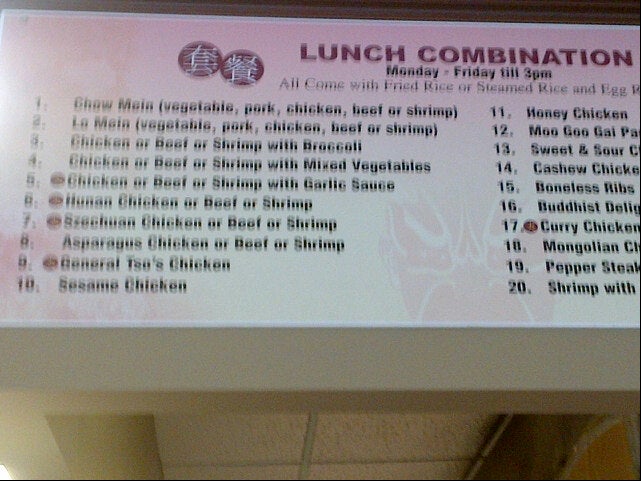 套餐
LUNCH COMBINATION
Monday - Friday till 3pm
All Come with Fried Rice or Steamed Rice and Egg R
1. Chow Mein (vegetable, pork, chicken, beef or shrimp)
2. Lo Mein (vegetable, pork, chicken, beef or shrimp)
3. Chicken or Beef or Shrimp with Broccoli
4. Chicken or Beef or Shrimp with Mixed Vegetables
5. Chicken or Beef or Shrimp with Garlic Sauce
6. Hunan Chicken or Beef or Shrimp
7. Szechuan Chicken or Beef or Shrimp
8. Asparagus Chicken or Beef or Shrimp
9. General Tso's Chicken
10. Sesame Chicken
11. Honey Chicken
12. Moo Goo Gai Pa
13. Sweet & Sour C
14. Cashew Chicke
15. Boneless Ribs
16. Buddhist Delig
17. Curry Chicken
18. Mongolian Ch
19. Pepper Steak
20. Shrimp with